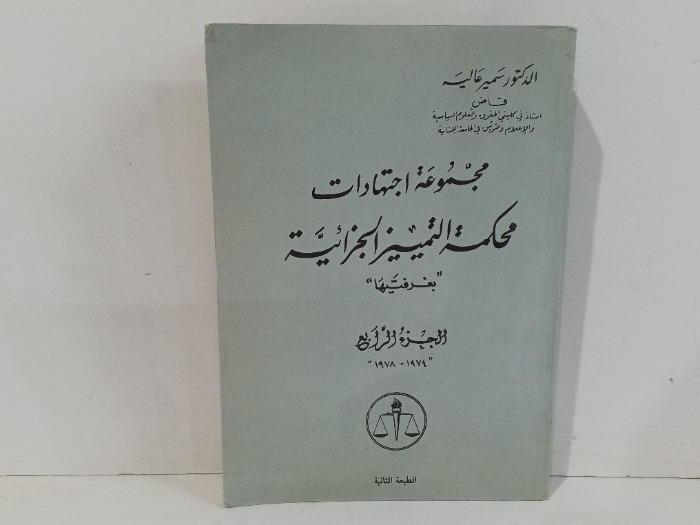 الدكتور سمير عاليه
قاض
استاذ في كليتي الحقوق والعلوم السياسية
والإعلام والتوثيق في الجامعة اللبنانية
مجموعة اجتهادات
محكمة التمييز الجزائية
"بغرفتيها"
الجزء الرابع
"١٩٧٤ - ١٩٧٨"
الطبعة الثانية